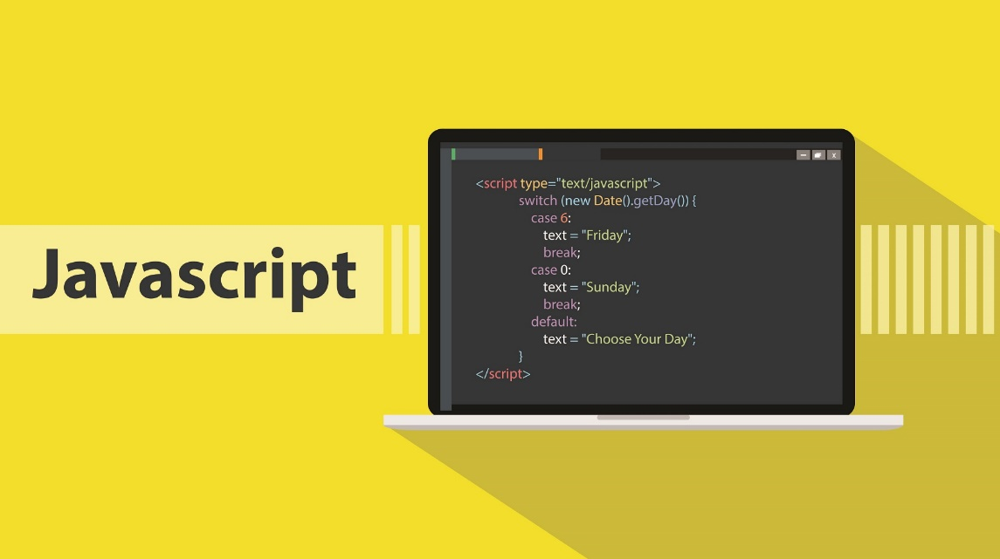 Javascript
<script type="text/javascript">
switch (new Date().getDay()) {
case 6:
text = "Friday";
break;
case 0:
text = "Sunday";
break;
default:
text = "Choose Your Day";
}
</script>